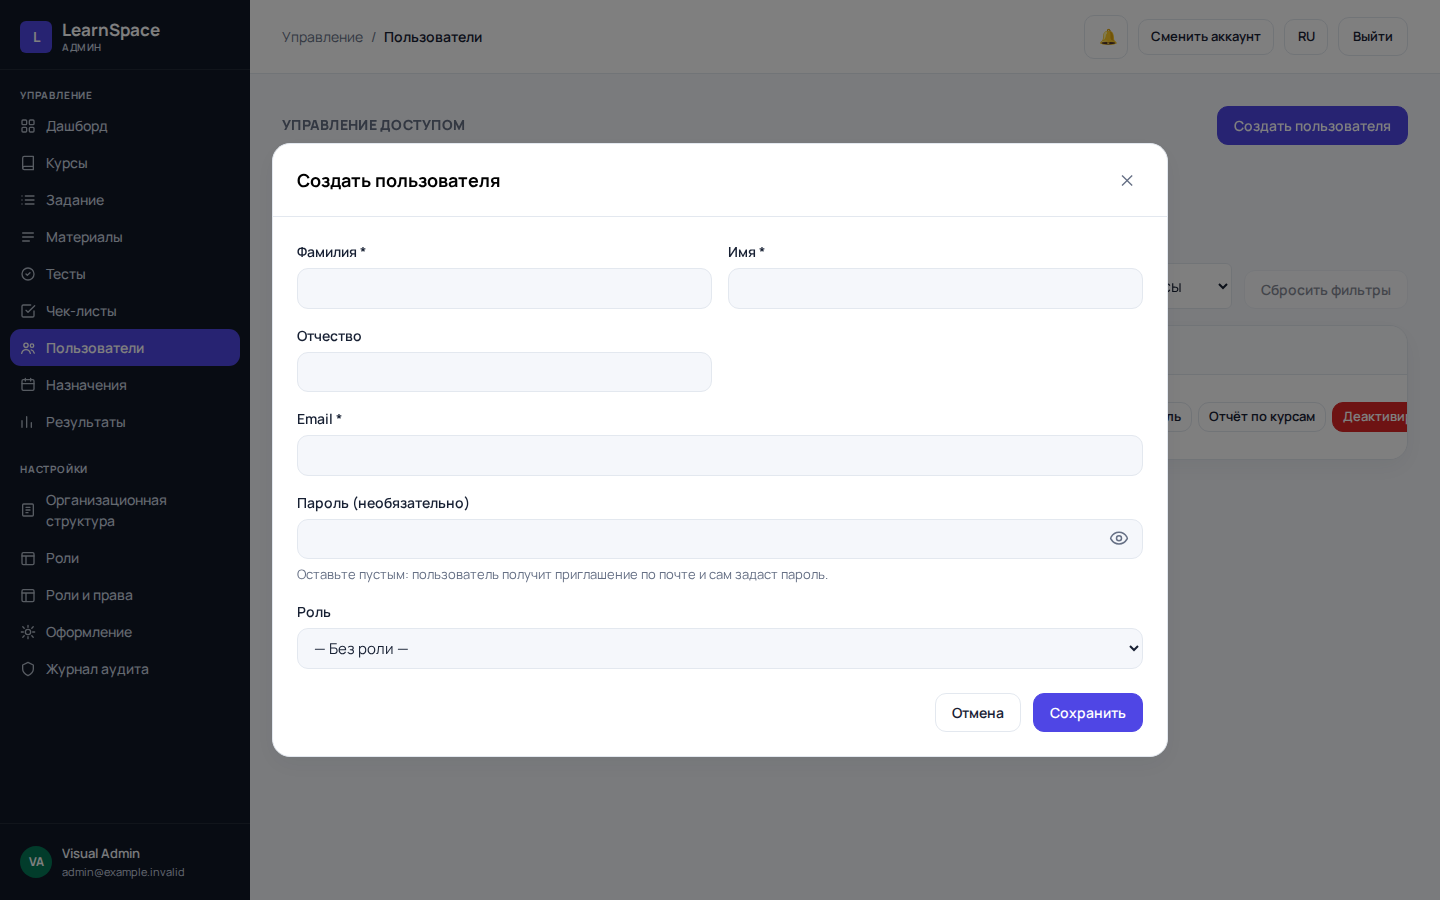 L
LearnSpace
АДМИН
УПРАВЛЕНИЕ
Дашборд
Курсы
Задание
Материалы
Тесты
Чек-листы
Пользователи
Назначения
Результаты
НАСТРОЙКИ
Организационная
структура
Роли
Роли и права
Оформление
Журнал аудита
VA
Visual Admin
admin@example.invalid
Управление / Пользователи
Сменить аккаунт
RU
Выйти
УПРАВЛЕНИЕ ДОСТУПОМ
Создать пользователя
Сбросить фильтры
Отчёт по курсам
Создать пользователя
Фамилия *
Имя *
Отчество
Email *
Пароль (необязательно)
Оставьте пустым: пользователь получит приглашение по почте и сам задаст пароль.
Роль
— Без роли —
Отмена
Сохранить